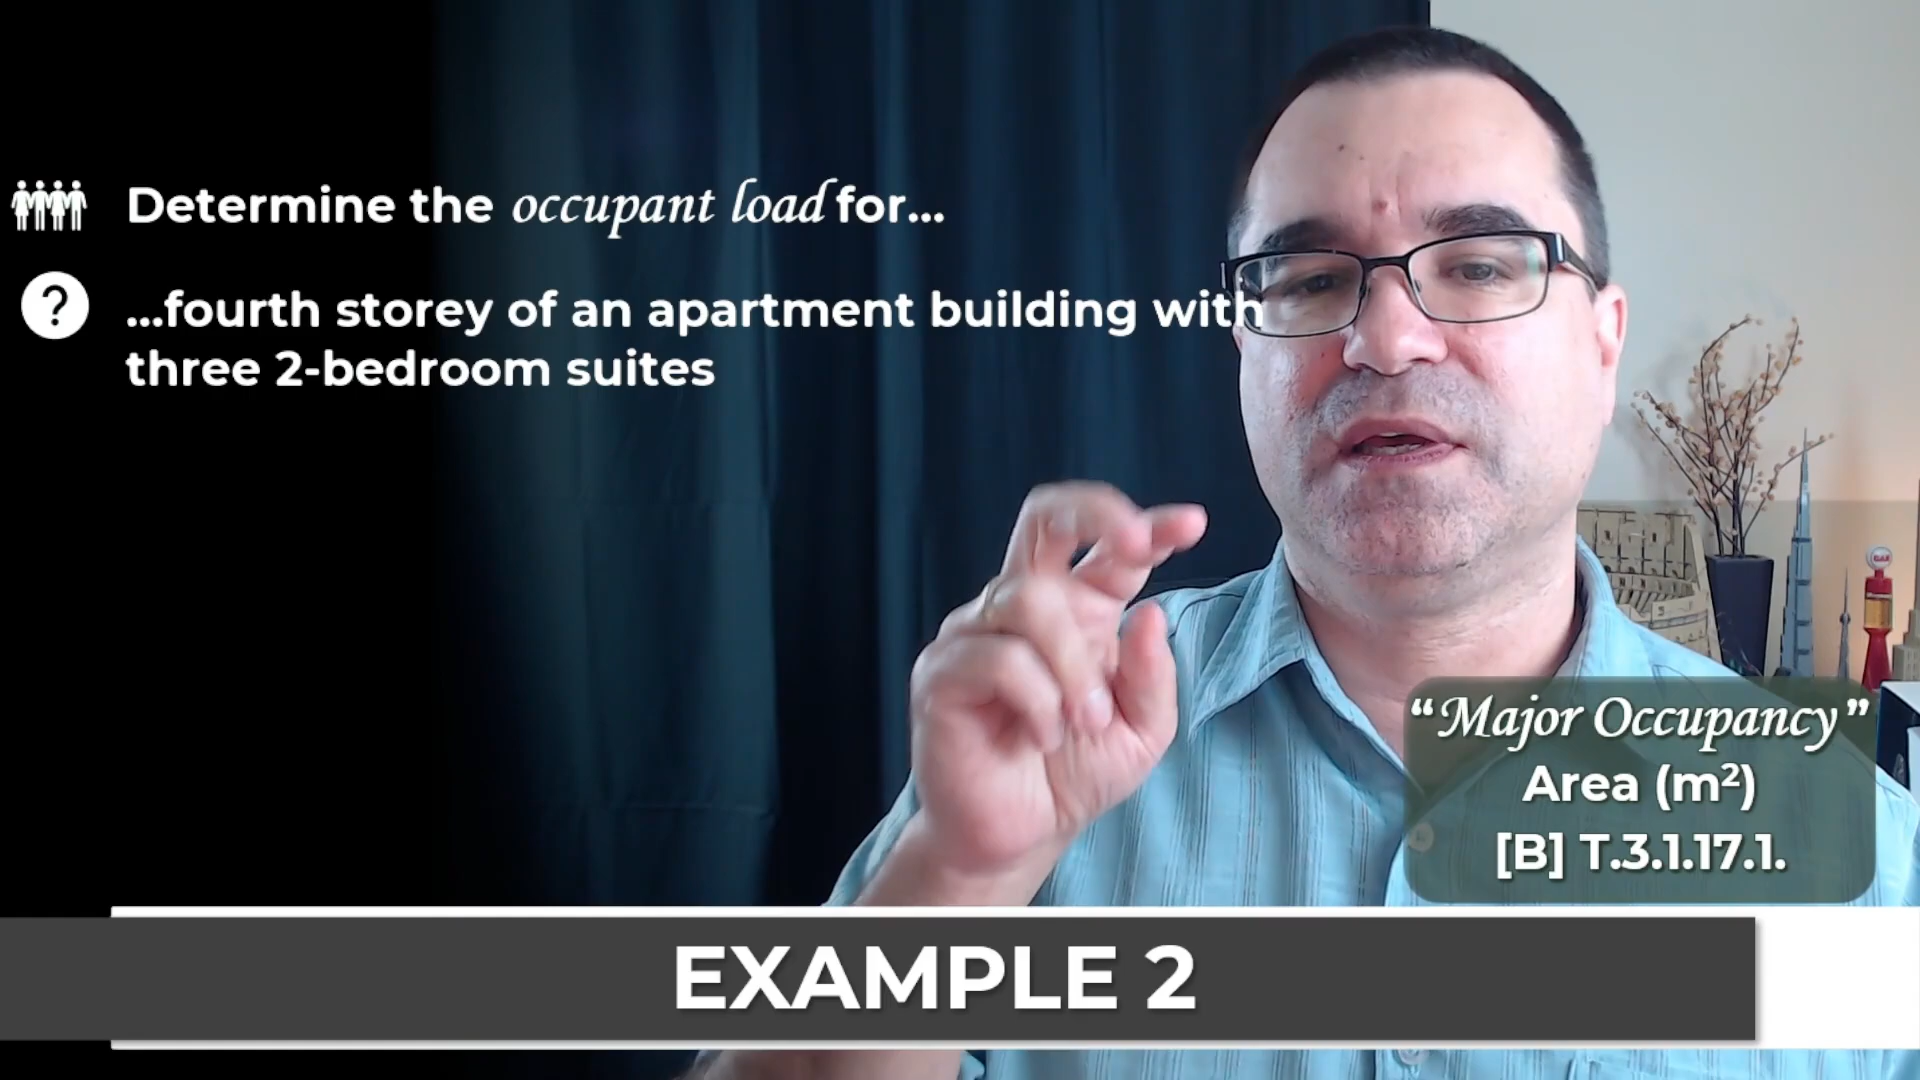 Determine the occupant load for...
...fourth storey of an apartment building with
three 2-bedroom suites
“Major Occupancy”
Area (m²)
[B] T.3.1.17.1.
EXAMPLE 2